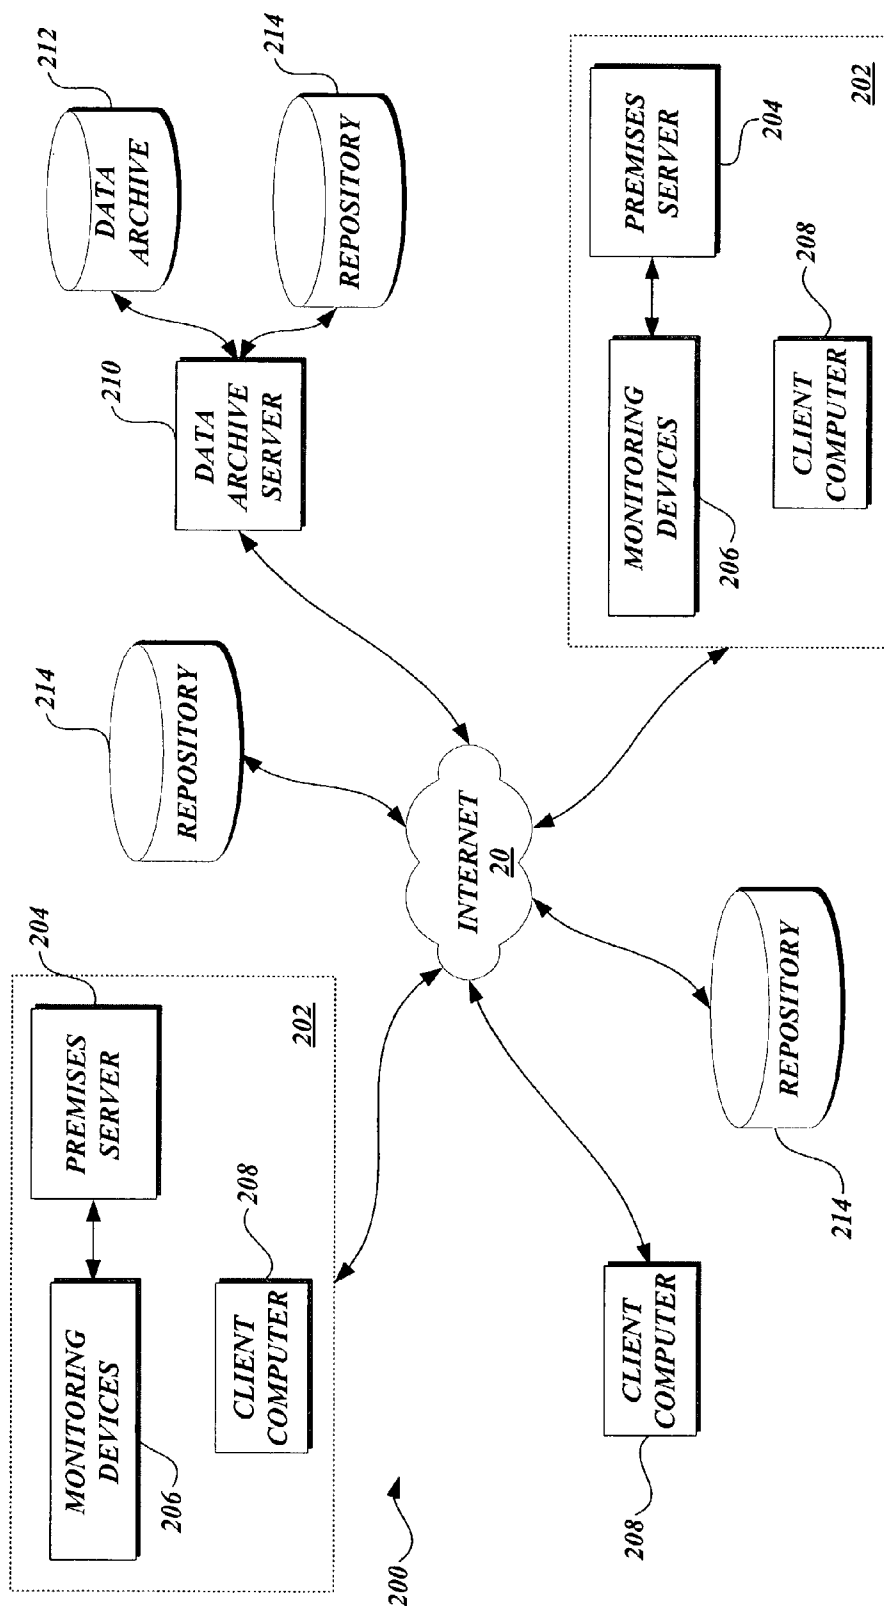 204
PREMISES
SERVER
MONITORING
DEVICES
206
208
CLIENT
COMPUTER
202
214
REPOSITORY
212
DATA
ARCHIVE
214
REPOSITORY
210
DATA
ARCHIVE
SERVER
INTERNET
20
200
208
CLIENT
COMPUTER
REPOSITORY
214
MONITORING
DEVICES
206
PREMISES
SERVER
204
CLIENT
COMPUTER
208
202